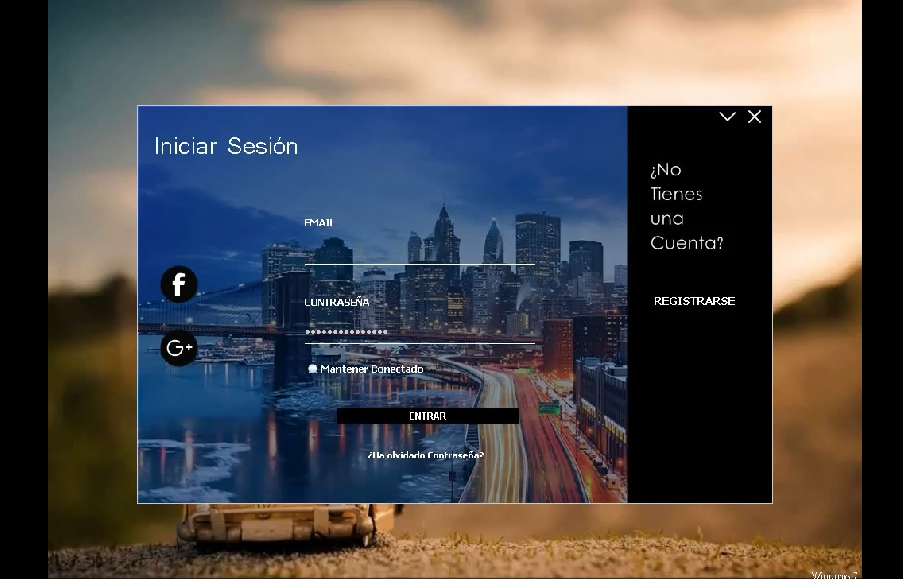 Iniciar Sesión
EMAIL
CONTRASEÑA
Mantener Conectado
ENTRAR
¿Ha olvidado Contraseña?
f
G+
¿No
Tienes
una
Cuenta?
REGISTRARSE